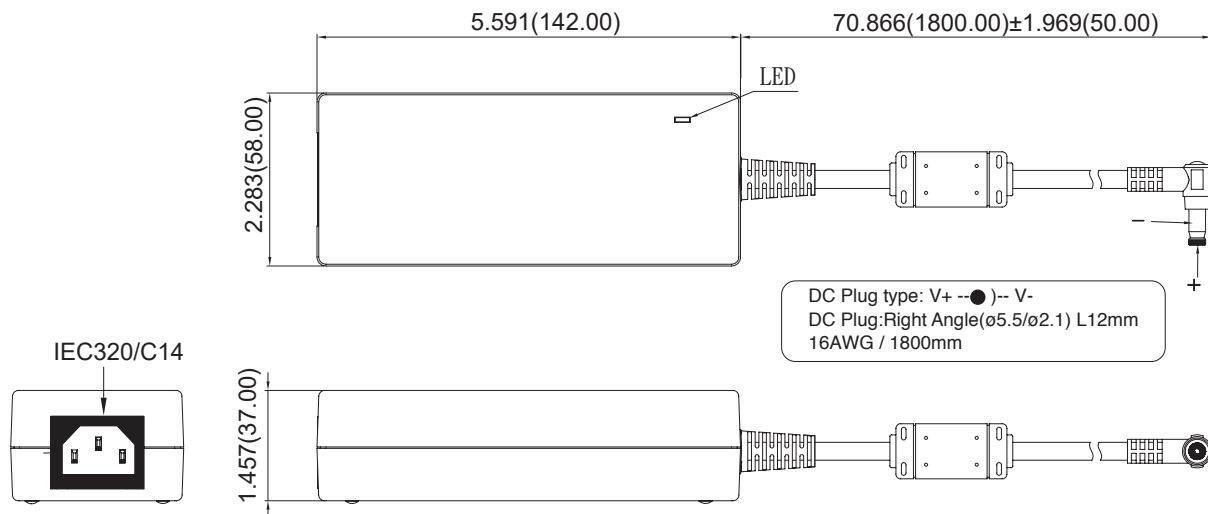 5.591(142.00)
70.866(1800.00)±1.969(50.00)
LED
2.283(58.00)
-
+
DC Plug type: V+ --● )-- V-
DC Plug:Right Angle(ø5.5/ø2.1) L12mm
16AWG / 1800mm
IEC320/C14
1.457(37.00)